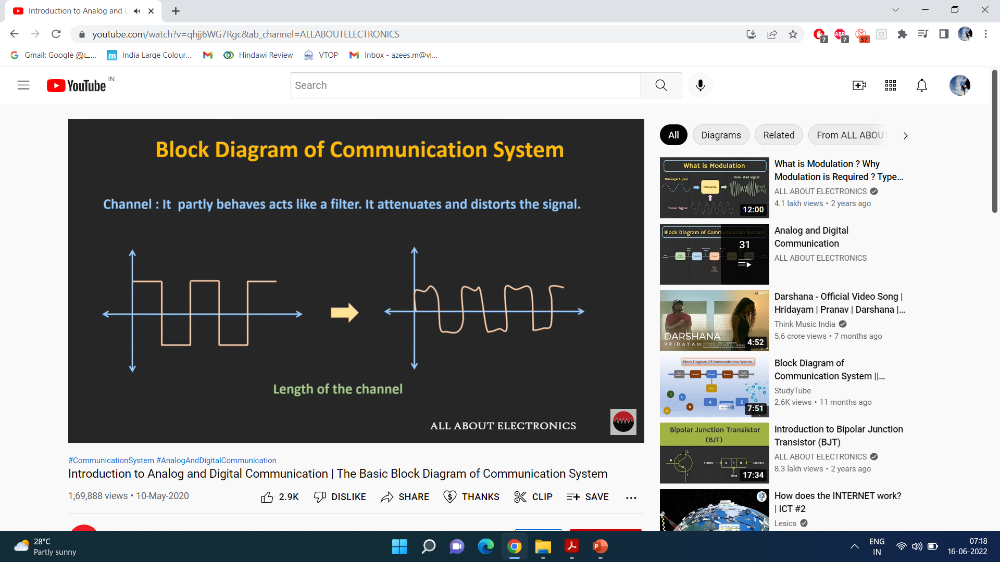 Introduction to Analog and D
youtube.com/watch?v=qhjj6WG7Rgc&ab_channel=ALLABOUTELECTRONICS
7
ABP
7
37
Gmail: Google இட...
India Large Colour...
Hindawi Review
VTOP
Inbox - azees.m@vi...
YouTube IN
Search
Block Diagram of Communication System
Channel : It partly behaves acts like a filter. It attenuates and distorts the signal.
Length of the channel
ALL ABOUT ELECTRONICS
#CommunicationSystem #AnalogAndDigitalCommunication
Introduction to Analog and Digital Communication | The Basic Block Diagram of Communication System
1,69,888 views • 10-May-2020
2.9K
DISLIKE
SHARE
THANKS
CLIP
SAVE
All
Diagrams
Related
From ALL ABOUT
What is Modulation
Message Signal
Modulation
Modulated Signal
Carrier Signal
12:00
What is Modulation ? Why
Modulation is Required ? Type...
ALL ABOUT ELECTRONICS
4.1 lakh views • 2 years ago
Block Diagram of Communication System
31
Analog and Digital
Communication
ALL ABOUT ELECTRONICS
DARSHANA
HRIDAYAM
4:52
Darshana - Official Video Song |
Hridayam | Pranav | Darshana |...
Think Music India
5.6 crore views • 7 months ago
Block Diagram Of Communication System
D
C
A
B
A
B
Information
7:51
Block Diagram of
Communication System ||...
StudyTube
2.6K views • 11 months ago
Bipolar Junction Transistor
(BJT)
B
C
E
Emitter
N
P
N
Collector
Base
17:34
Introduction to Bipolar Junction
Transistor (BJT)
ALL ABOUT ELECTRONICS
8.3 lakh views • 2 years ago
How does the INTERNET work?
| ICT #2
Lesics
28°C
Partly sunny
ENG
IN
07:18
16-06-2022